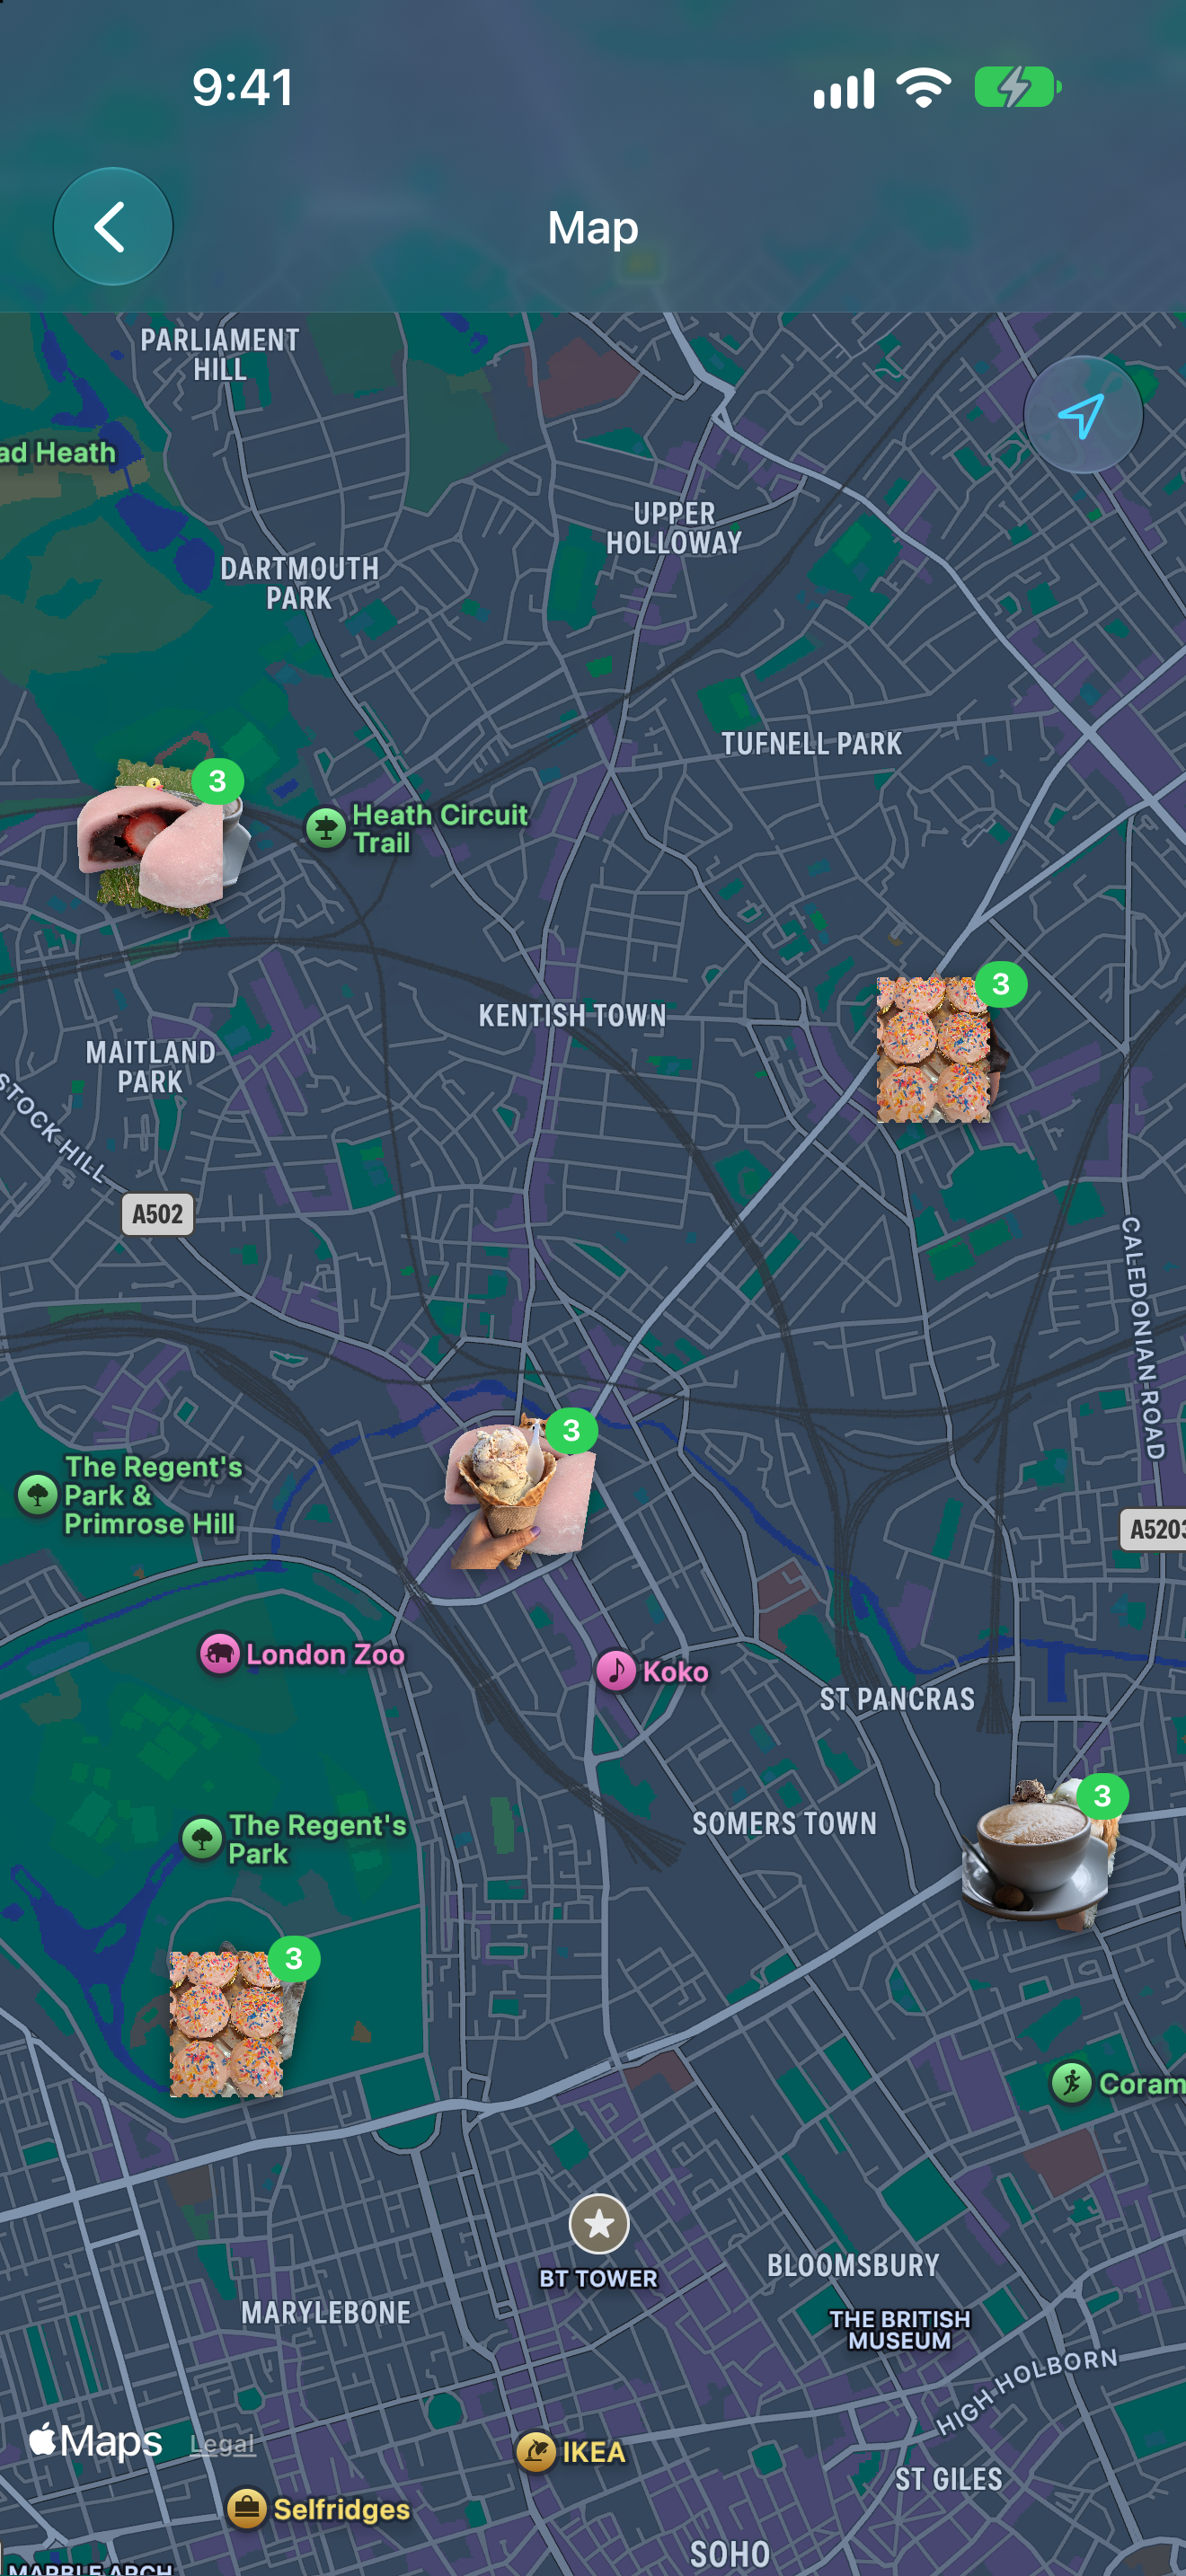 9:41
Map
PARLIAMENT
HILL
ad Heath
UPPER
HOLLOWAY
DARTMOUTH
PARK
TUFNELL PARK
3
Heath Circuit
Trail
3
KENTISH TOWN
MAITLAND
PARK
STOCK HILL
A502
CALEDONIAN ROAD
3
The Regent's
Park &
Primrose Hill
A5203
London Zoo
Koko
ST PANCRAS
3
SOMERS TOWN
The Regent's
Park
3
Coram
BT TOWER
BLOOMSBURY
MARYLEBONE
THE BRITISH
MUSEUM
HIGH HOLBORN
Maps
Legal
IKEA
ST GILES
Selfridges
SOHO
MARBLE ARCH